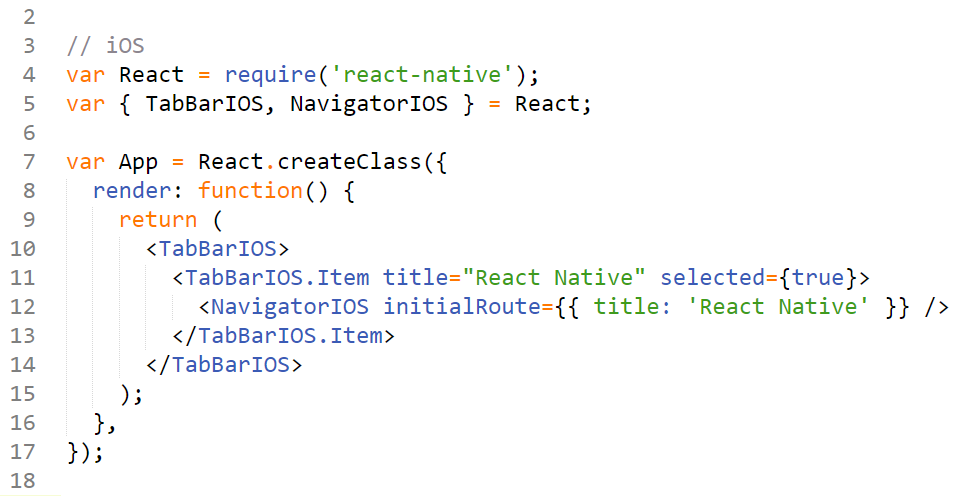 2
3 // iOS
4 var React = require('react-native');
5 var { TabBarIOS, NavigatorIOS } = React;
6
7 var App = React.createClass({
8   render: function() {
9     return (
10       <TabBarIOS>
11         <TabBarIOS.Item title="React Native" selected={true}>
12           <NavigatorIOS initialRoute={{ title: 'React Native' }} />
13         </TabBarIOS.Item>
14       </TabBarIOS>
15     );
16   },
17 });
18